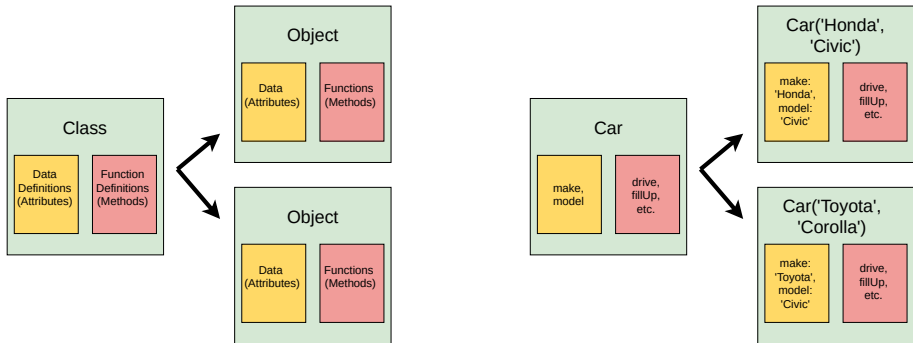 Class
Data
Definitions
(Attributes)
Function
Definitions
(Methods)
Object
Data
(Attributes)
Functions
(Methods)
Object
Data
(Attributes)
Functions
(Methods)
Car
make,
model
drive,
fillUp,
etc.
Car('Honda',
'Civic')
make:
'Honda',
model:
'Civic'
drive,
fillUp,
etc.
Car('Toyota',
'Corolla')
make:
'Toyota',
model:
'Civic'
drive,
fillUp,
etc.